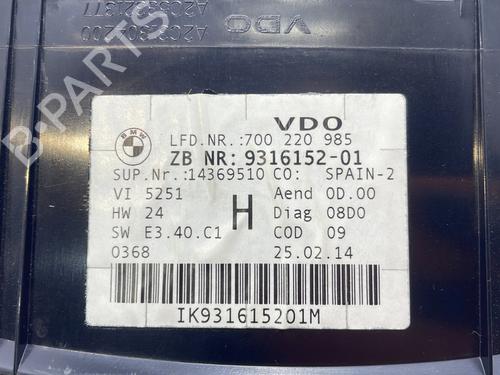 VDO
BMW
VDO
LFD.NR.:700 220 985
ZB NR: 9316152-01
SUP.Nr.:14369510 CO: SPAIN-2
VI 5251 Aend 0D.00
HW 24 H Diag 08D0
SW E3.40.C1 COD 09
0368 25.02.14
IK931615201M